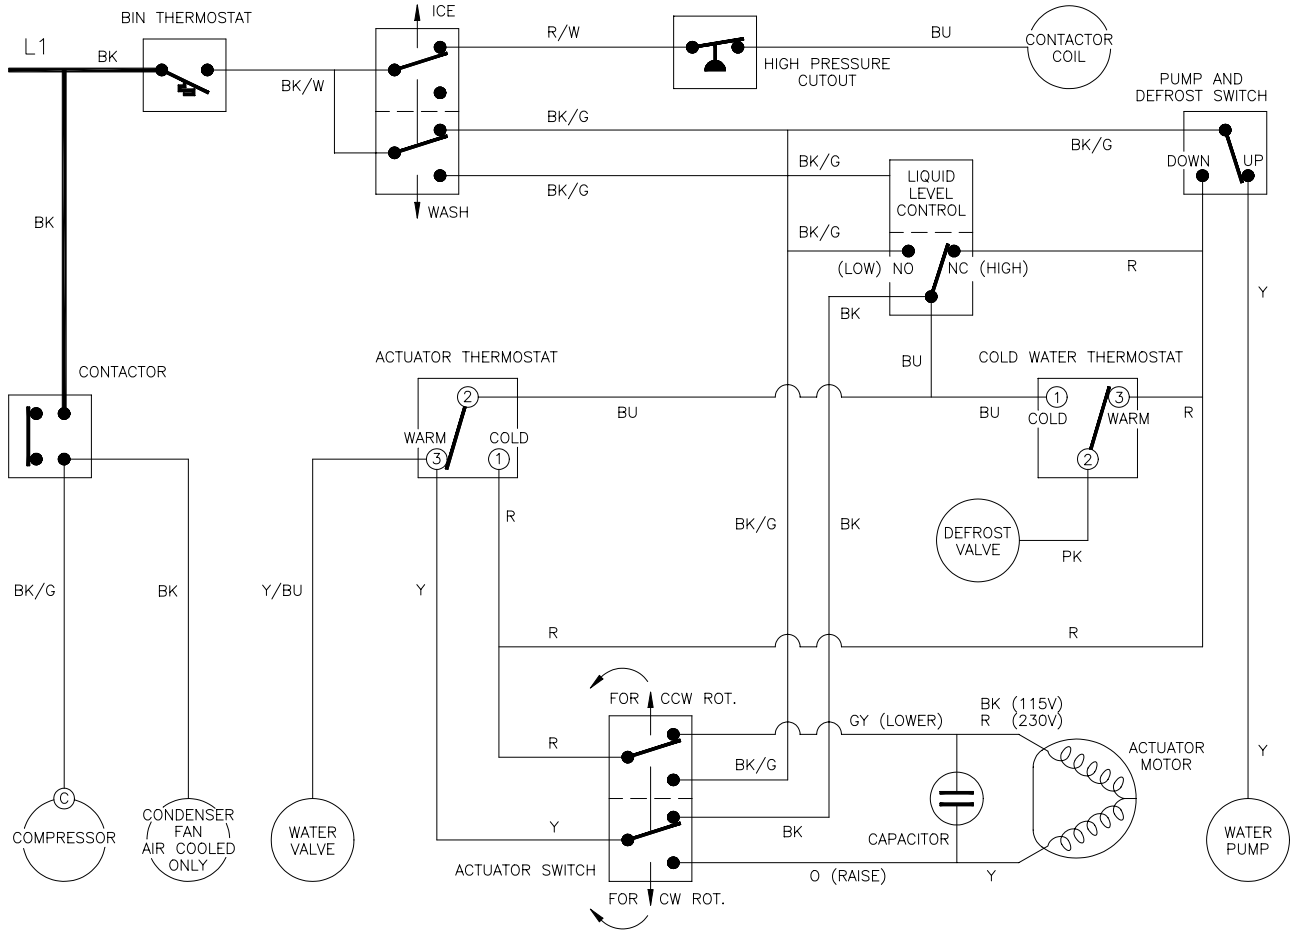 ICE
BIN THERMOSTAT
L1
BK
R/W
BU
CONTACTOR
COIL
HIGH PRESSURE
CUTOUT
BK/W
PUMP AND
DEFROST SWITCH
BK/G
BK/G
BK/G
DOWN
UP
BK/G
LIQUID
LEVEL
CONTROL
WASH
BK
BK/G
(LOW) NO
NC (HIGH)
R
Y
BK
BU
ACTUATOR THERMOSTAT
COLD WATER THERMOSTAT
CONTACTOR
2
1
3
BU
BU
COLD
WARM
R
WARM
COLD
3
1
2
R
BK/G
BK
DEFROST
VALVE
PK
BK/G
BK
Y/BU
Y
R
R
FOR CCW ROT.
GY (LOWER)
BK (115V)
R (230V)
R
BK/G
ACTUATOR
MOTOR
Y
C
COMPRESSOR
CONDENSER
FAN
AIR COOLED
ONLY
WATER
VALVE
Y
BK
CAPACITOR
WATER
PUMP
ACTUATOR SWITCH
O (RAISE)
Y
FOR CW ROT.